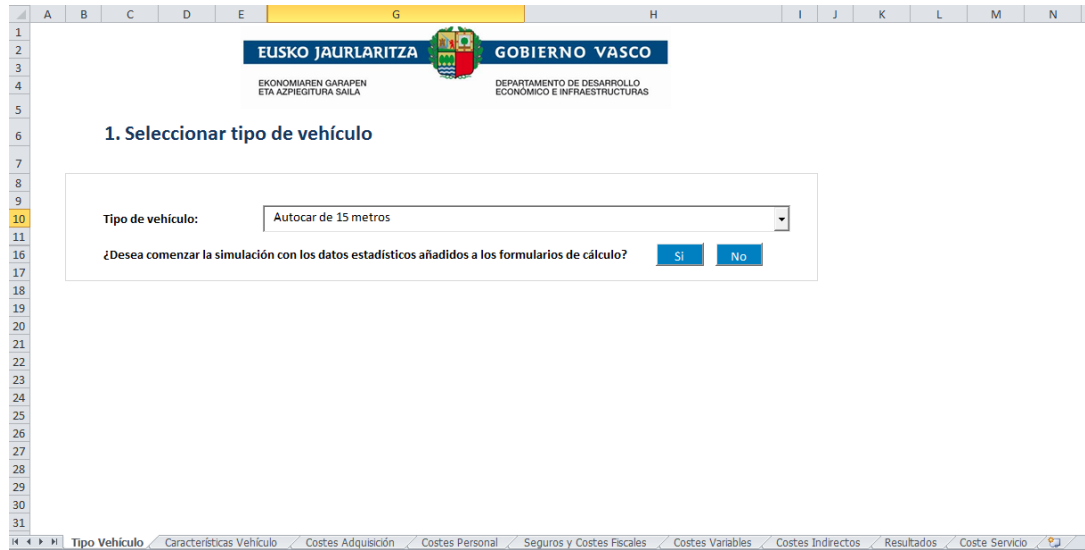 A B C D E G H I J K L M N
1
2 EUSKO JAURLARITZA GOBIERNO VASCO
3
4 EKONOMIAREN GARAPEN DEPARTAMENTO DE DESARROLLO
ETA AZPIEGITURA SAILA ECONÓMICO E INFRAESTRUCTURAS
5
6 1. Seleccionar tipo de vehículo
7
8
9
10 Tipo de vehículo: Autocar de 15 metros
11
16 ¿Desea comenzar la simulación con los datos estadísticos añadidos a los formularios de cálculo? Si No
17
18
19
20
21
22
23
24
25
26
27
28
29
30
31
Tipo Vehículo Características Vehículo Costes Adquisición Costes Personal Seguros y Costes Fiscales Costes Variables Costes Indirectos Resultados Coste Servicio